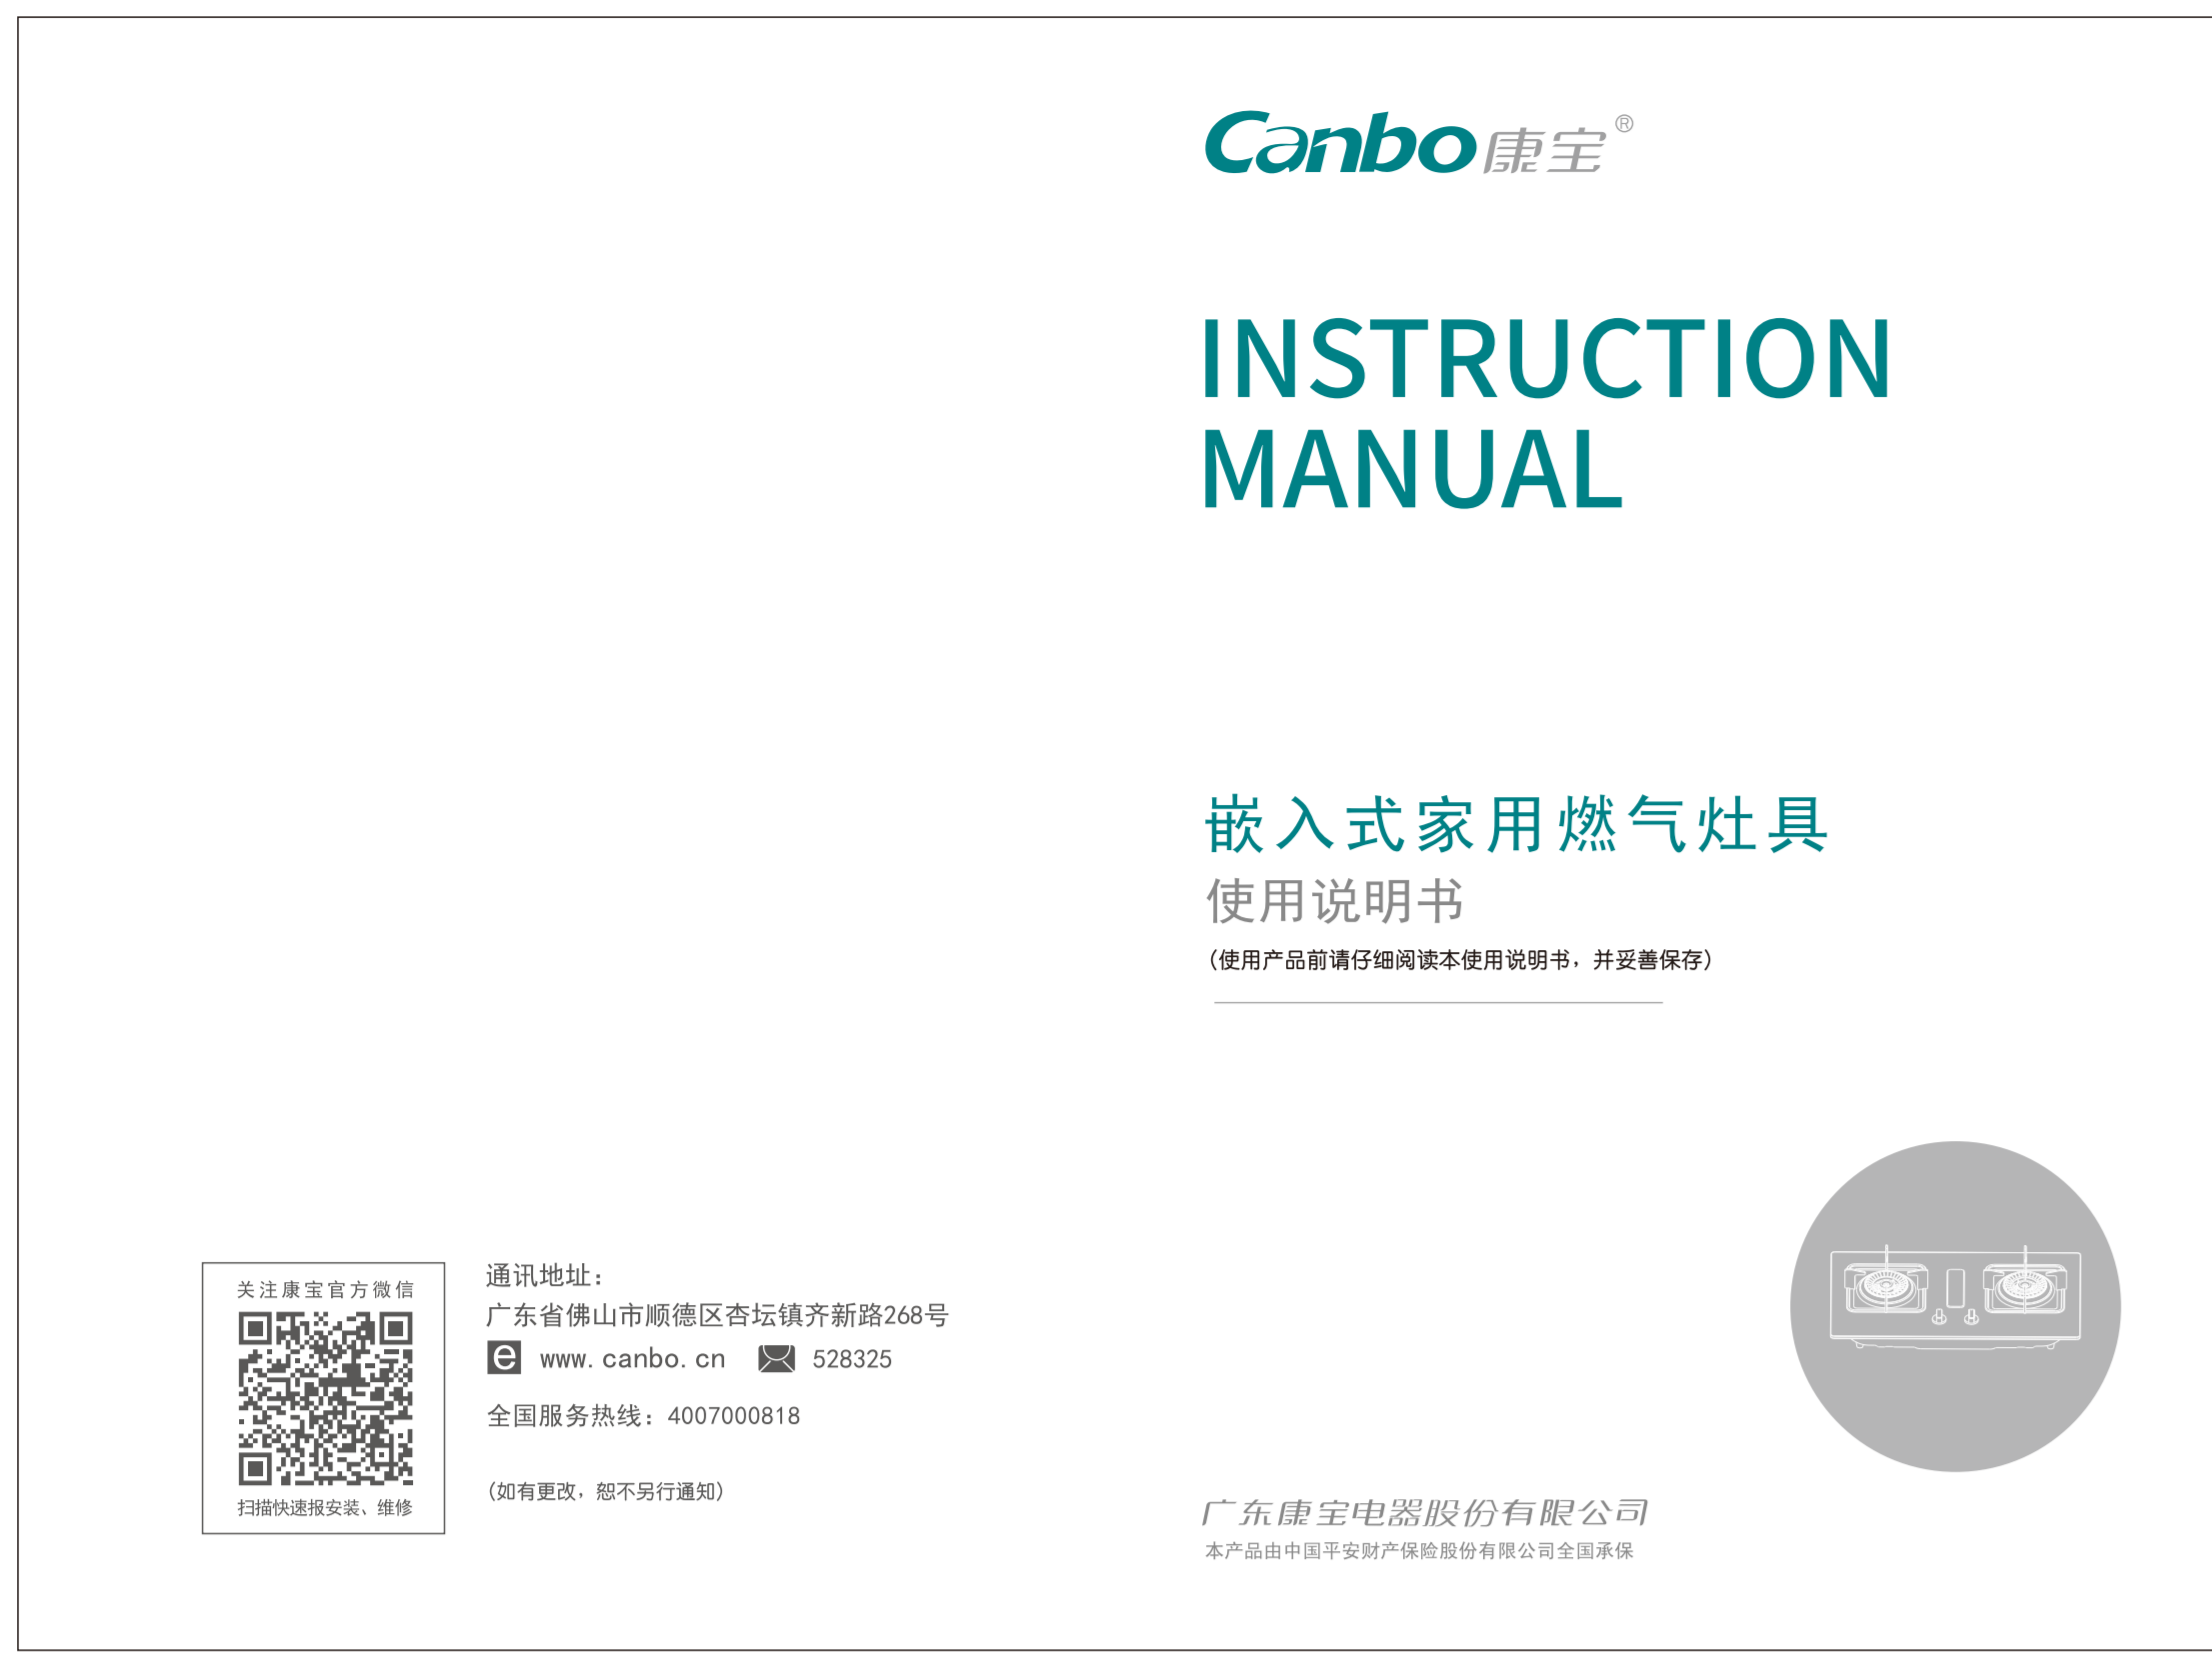 Canbo康宝®
INSTRUCTION
MANUAL
嵌入式家用燃气灶具
使用说明书
（使用产品前请仔细阅读本使用说明书，并妥善保存）
广东康宝电器股份有限公司
本产品由中国平安财产保险股份有限公司全国承保
关注康宝官方微信
扫描快速报安装、维修
通讯地址：
广东省佛山市顺德区杏坛镇齐新路268号
e www.canbo.cn 528325
全国服务热线：4007000818
（如有更改，恕不另行通知）